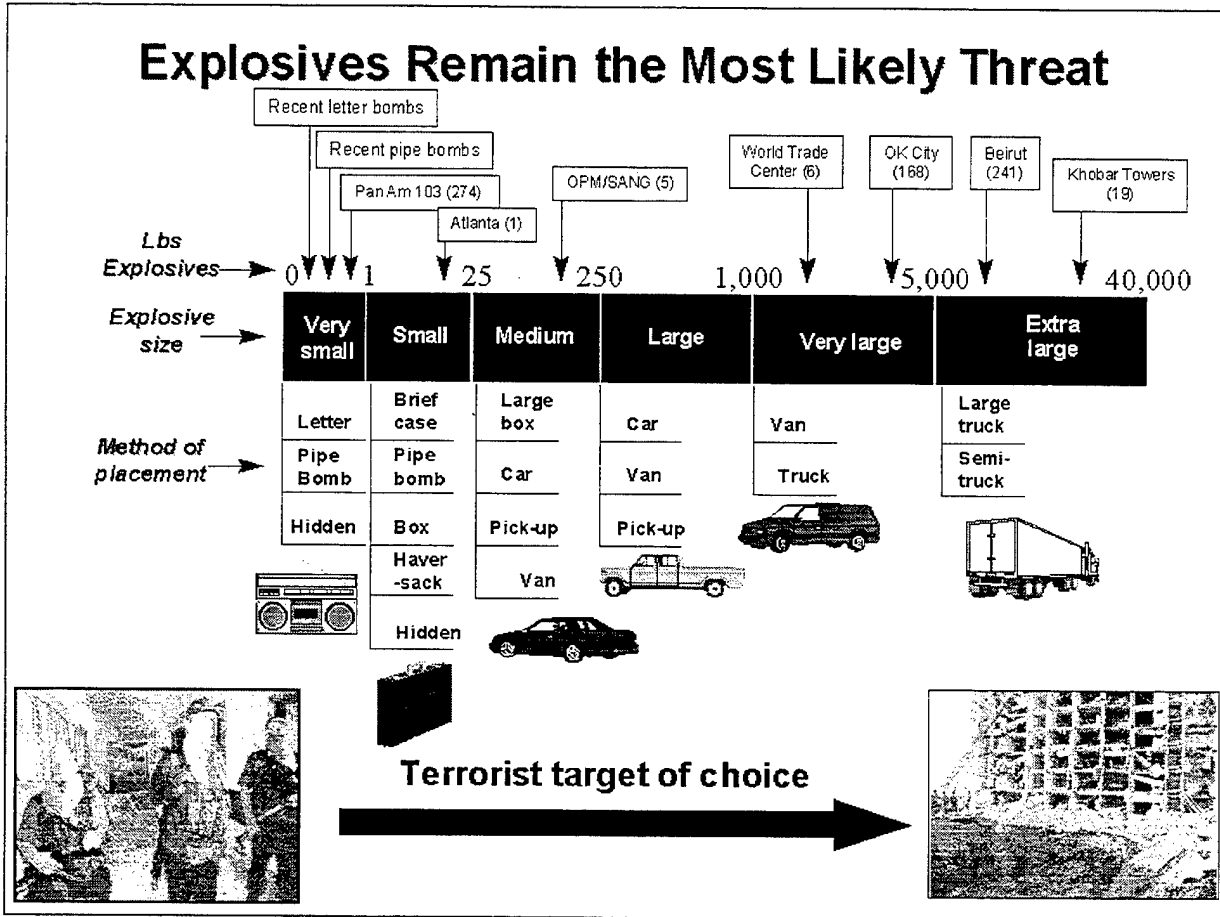 Explosives Remain the Most Likely Threat
Recent letter bombs
Recent pipe bombs
Pan Am 103 (274)
Atlanta (1)
OPM/SANG (5)
World Trade
Center (6)
OK City
(168)
Beirut
(241)
Khobar Towers
(19)
Lbs
Explosives
0 1 25 250 1,000 5,000 40,000
Explosive
size
Very
small
Small
Medium
Large
Very large
Extra
large
Method of
placement
Letter
Pipe
Bomb
Hidden
Brief
case
Pipe
bomb
Box
Haver
-sack
Hidden
Large
box
Car
Pick-up
Van
Car
Van
Pick-up
Van
Truck
Large
truck
Semi-
truck
Terrorist target of choice